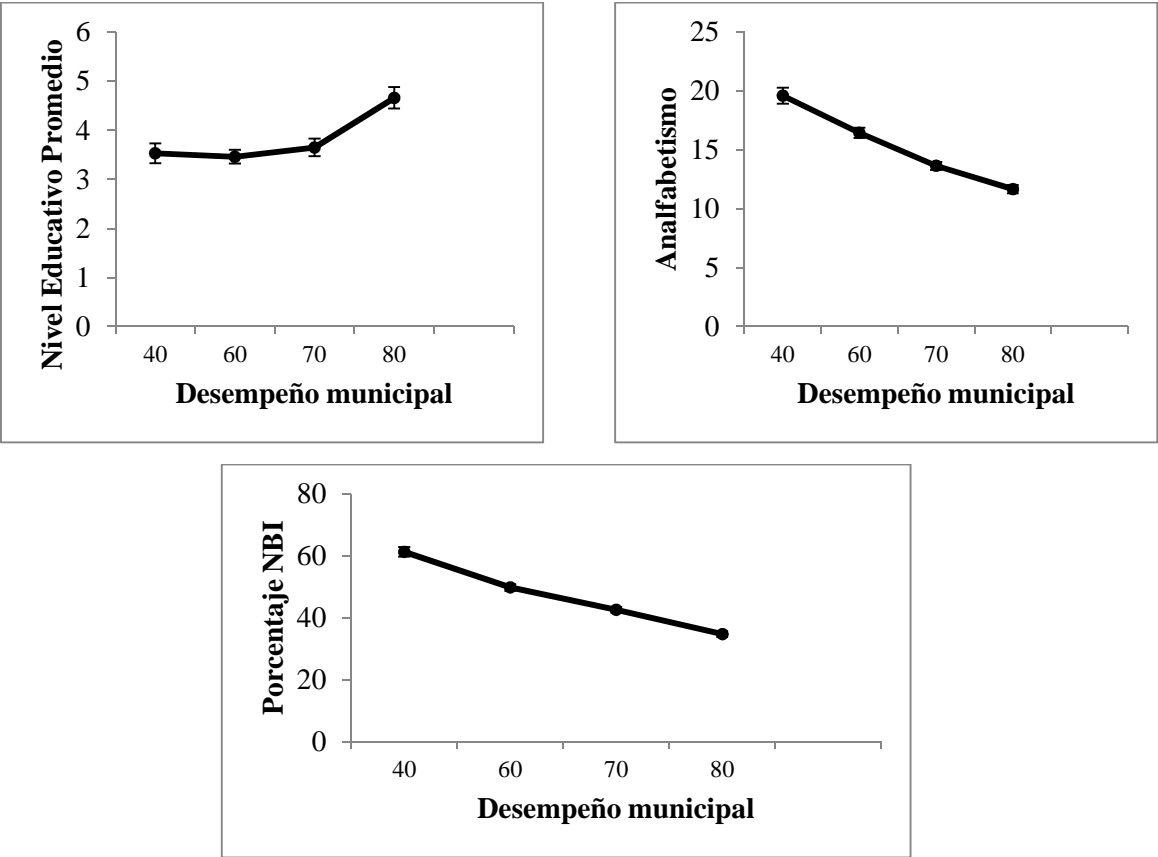 Nivel Educativo Promedio
6
5
4
3
2
1
0
40 60 70 80
Desempeño municipal
Analfabetismo
25
20
15
10
5
0
40 60 70 80
Desempeño municipal
Porcentaje NBI
80
60
40
20
0
40 60 70 80
Desempeño municipal